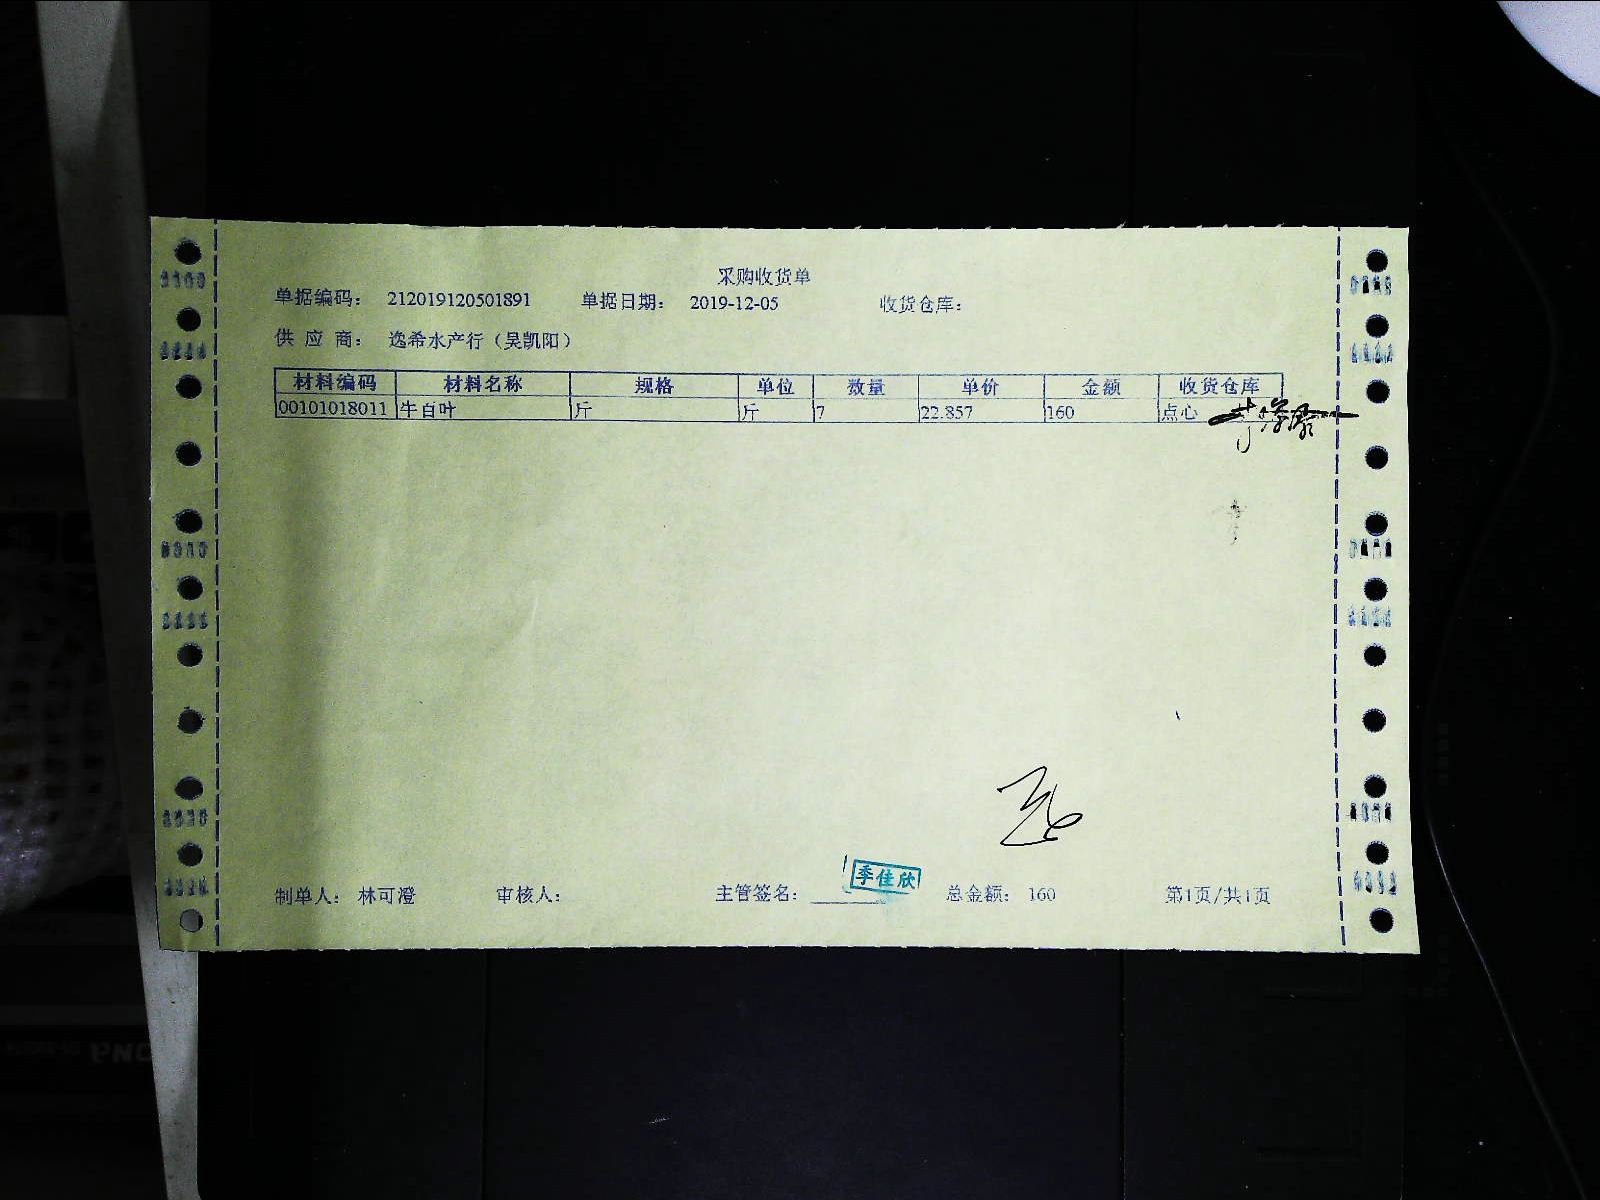 采购收货单
单据编码： 212019120501891 单据日期： 2019-12-05 收货仓库：
供 应 商： 逸希水产行（吴凯阳）
材料编码 材料名称 规格 单位 数量 单价 金额 收货仓库
00101018011 牛百叶 斤 斤 7 22.857 160 点心
季佳欣
制单人： 林可澄 审核人： 主管签名： 总金额： 160 第1页/共1页